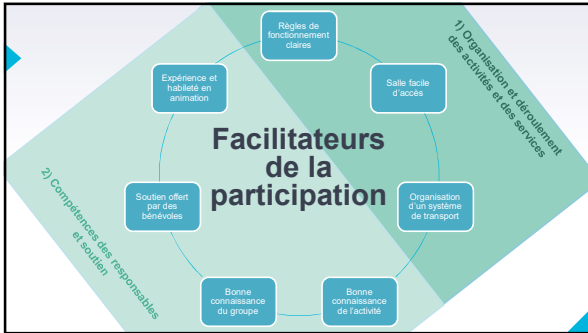 Règles de
fonctionnement
claires
1) Organisation et déroulement
des activités et des services
Expérience et
habileté en
animation
Salle facile
d'accès
Facilitateurs
de la
participation
Soutien offert
par des
bénévoles
Organisation
d'un système
de transport
2) Compétences des responsables
et soutien
Bonne
connaissance
du groupe
Bonne
connaissance
de l'activité